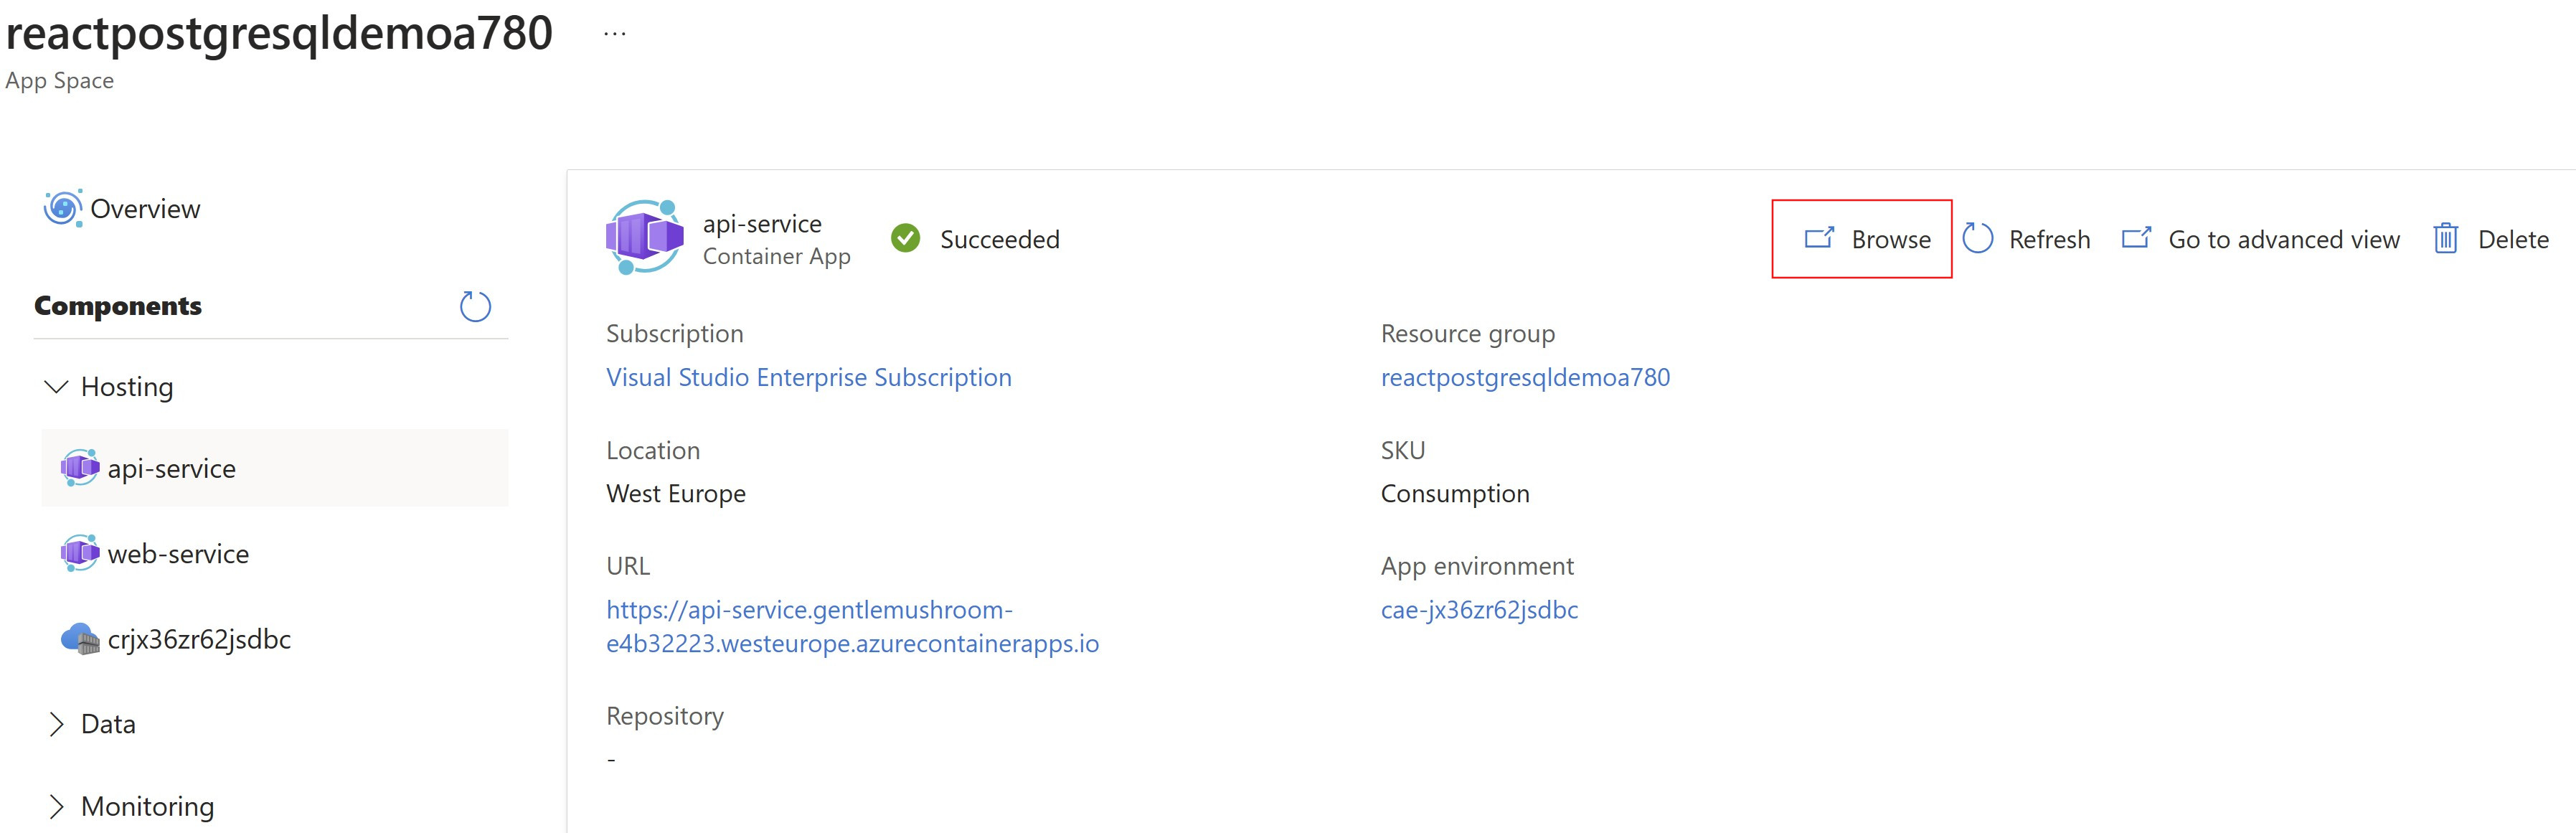 reactpostgresqldemoa780 ...
App Space
Overview
Components
Hosting
api-service
web-service
crjx36zr62jsdbc
Data
Monitoring
api-service
Container App
Succeeded
Browse
Refresh
Go to advanced view
Delete
Subscription
Visual Studio Enterprise Subscription
Resource group
reactpostgresqldemoa780
Location
West Europe
SKU
Consumption
URL
https://api-service.gentlemushroom-
e4b32223.westeurope.azurecontainerapps.io
App environment
cae-jx36zr62jsdbc
Repository
-